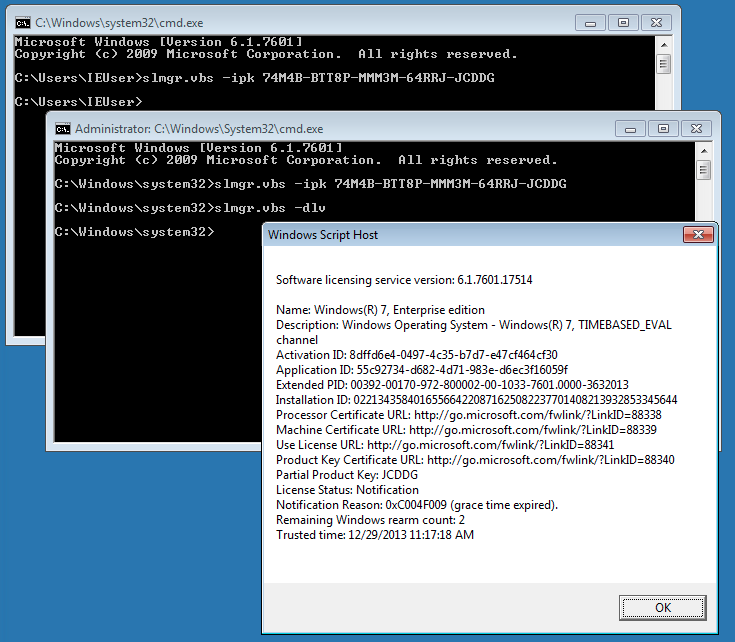 C:\Windows\system32\cmd.exe
Microsoft Windows [Version 6.1.7601]
Copyright (c) 2009 Microsoft Corporation.  All rights reserved.
C:\Users\IEUser>slmgr.vbs -ipk 74M4B-BTT8P-MMM3M-64RRJ-JCDDG
C:\Users\IEUser>
Administrator: C:\Windows\System32\cmd.exe
Microsoft Windows [Version 6.1.7601]
Copyright (c) 2009 Microsoft Corporation.  All rights reserved.
C:\Windows\system32>slmgr.vbs -ipk 74M4B-BTT8P-MMM3M-64RRJ-JCDDG
C:\Windows\system32>slmgr.vbs -dlv
C:\Windows\system32>
Windows Script Host
Software licensing service version: 6.1.7601.17514
Name: Windows(R) 7, Enterprise edition
Description: Windows Operating System - Windows(R) 7, TIMEBASED_EVAL
channel
Activation ID: 8dffd6e4-0497-4c35-b7d7-e47cf464cf30
Application ID: 55c92734-d682-4d71-983e-d6ec3f16059f
Extended PID: 00392-00170-972-800002-00-1033-7601.0000-3632013
Installation ID: 022134358401655664220871625082237701408213932853345644
Processor Certificate URL: http://go.microsoft.com/fwlink/?LinkID=88338
Machine Certificate URL: http://go.microsoft.com/fwlink/?LinkID=88339
Use License URL: http://go.microsoft.com/fwlink/?LinkID=88341
Product Key Certificate URL: http://go.microsoft.com/fwlink/?LinkID=88340
Partial Product Key: JCDDG
License Status: Notification
Notification Reason: 0xC004F009 (grace time expired).
Remaining Windows rearm count: 2
Trusted time: 12/29/2013 11:17:18 AM
OK